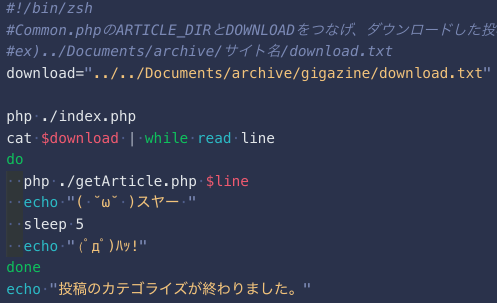 #!/bin/zsh
#Common.phpのARTICLE_DIRとDOWNLOADをつなげ、ダウンロードした投
#ex)../Documents/archive/サイト名/download.txt
download="../../Documents/archive/gigazine/download.txt"
php ./index.php
cat $download | while read line
do
php ./getArticle.php $line
echo "( ˘ω˘ )スヤー "
sleep 5
echo "(ﾟдﾟ)ﾊｯ!"
done
echo "投稿のカテゴライズが終わりました。"